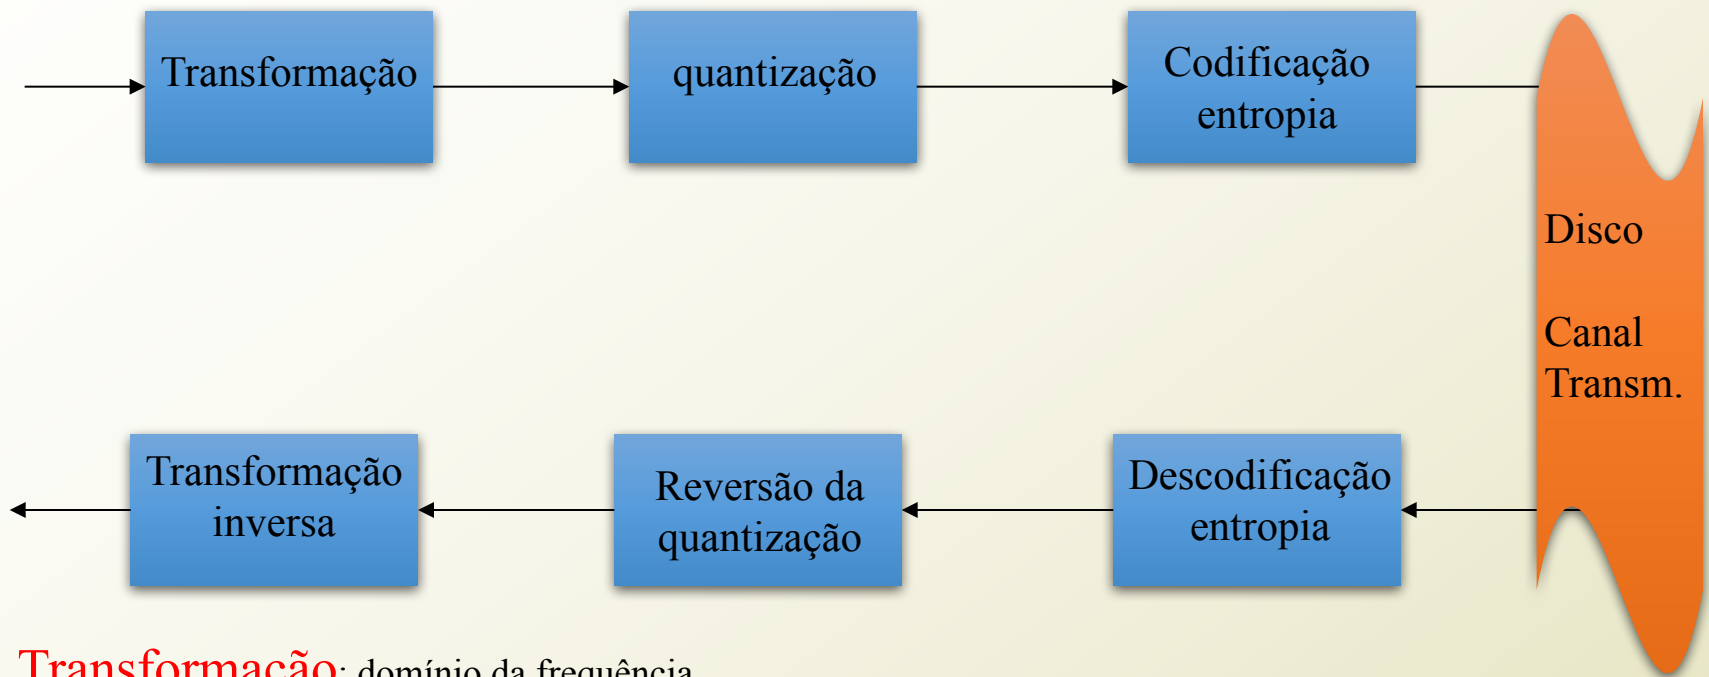 Transformação
quantização
Codificação
entropia
Disco
Canal
Transm.
Transformação
inversa
Reversão da
quantização
Descodificação
entropia
Transformação: domínio da frequência